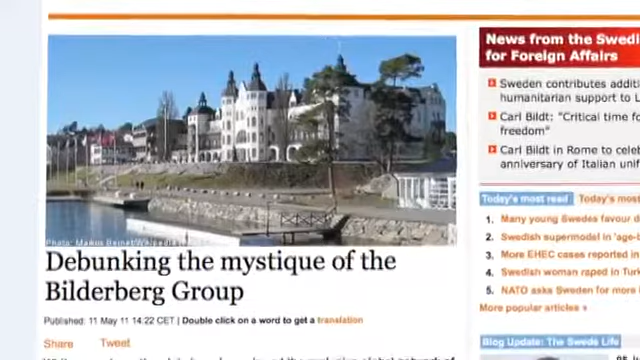 News from the Swedi
for Foreign Affairs
Sweden contributes additi
humanitarian support to L
Carl Bildt: "Critical time fo
freedom"
Carl Bildt in Rome to celeb
anniversary of Italian unif
Today's most read Today's most
1. Many young Swedes favour d
2. Swedish supermodel in 'age-b
3. More EHEC cases reported in
4. Swedish woman raped in Turk
5. NATO asks Sweden for more
More popular articles »
Blog Update: The Swede Life
Photo:
Debunking the mystique of the
Bilderberg Group
Published: 11 May 11 14:22 CET | Double click on a word to get a translation
Share Tweet